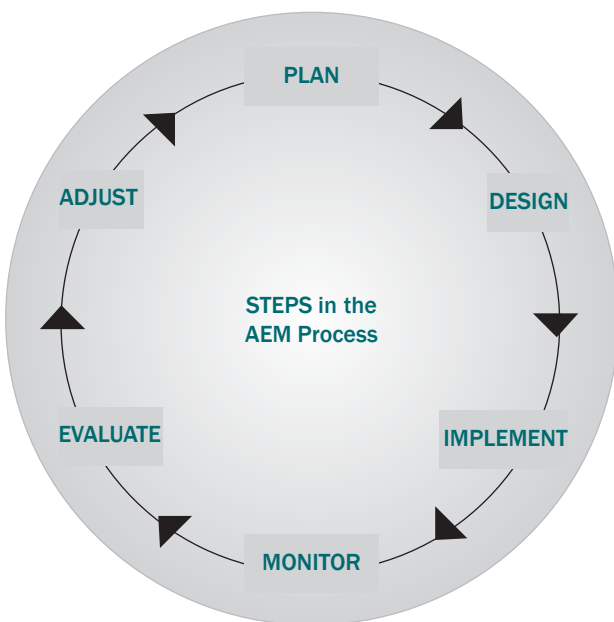 PLAN
DESIGN
IMPLEMENT
MONITOR
EVALUATE
ADJUST
STEPS in the
AEM Process